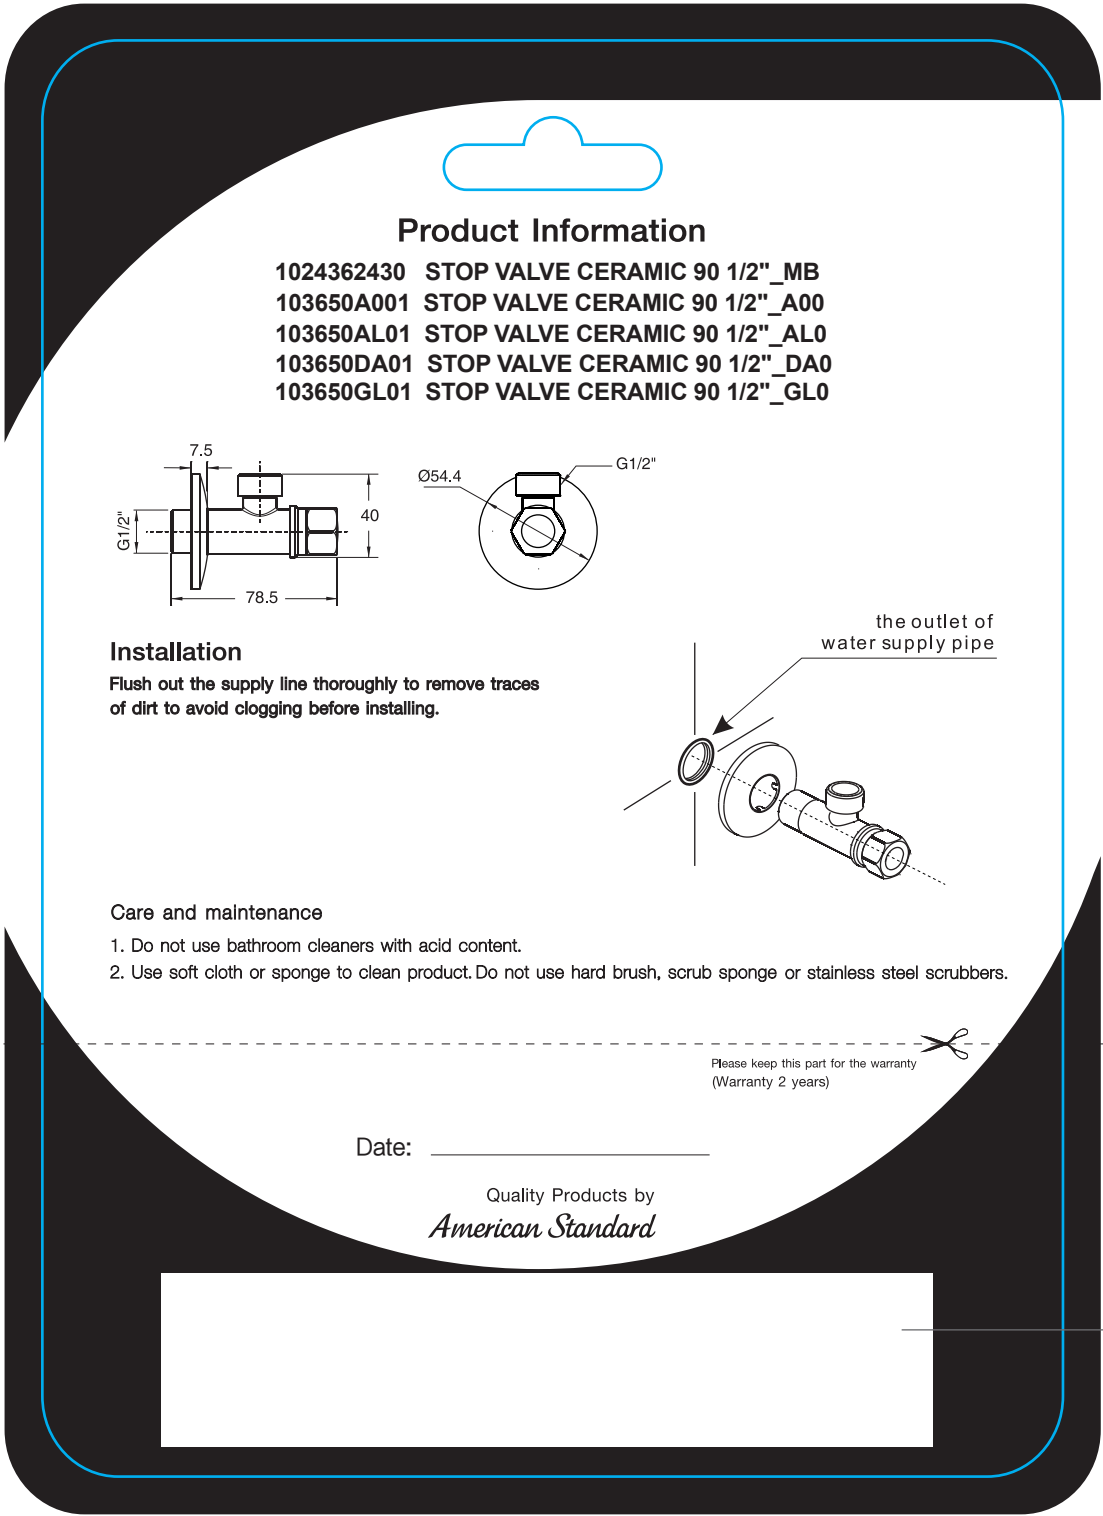 Product Information
1024362430 STOP VALVE CERAMIC 90 1/2"_MB
103650A001 STOP VALVE CERAMIC 90 1/2"_A00
103650AL01 STOP VALVE CERAMIC 90 1/2"_AL0
103650DA01 STOP VALVE CERAMIC 90 1/2"_DA0
103650GL01 STOP VALVE CERAMIC 90 1/2"_GL0
7.5
G1/2"
40
78.5
Ø54.4
G1/2"
the outlet of
water supply pipe
Installation
Flush out the supply line thoroughly to remove traces
of dirt to avoid clogging before installing.
Care and maintenance
1. Do not use bathroom cleaners with acid content.
2. Use soft cloth or sponge to clean product. Do not use hard brush, scrub sponge or stainless steel scrubbers.
Please keep this part for the warranty
(Warranty 2 years)
Date:
Quality Products by
American Standard